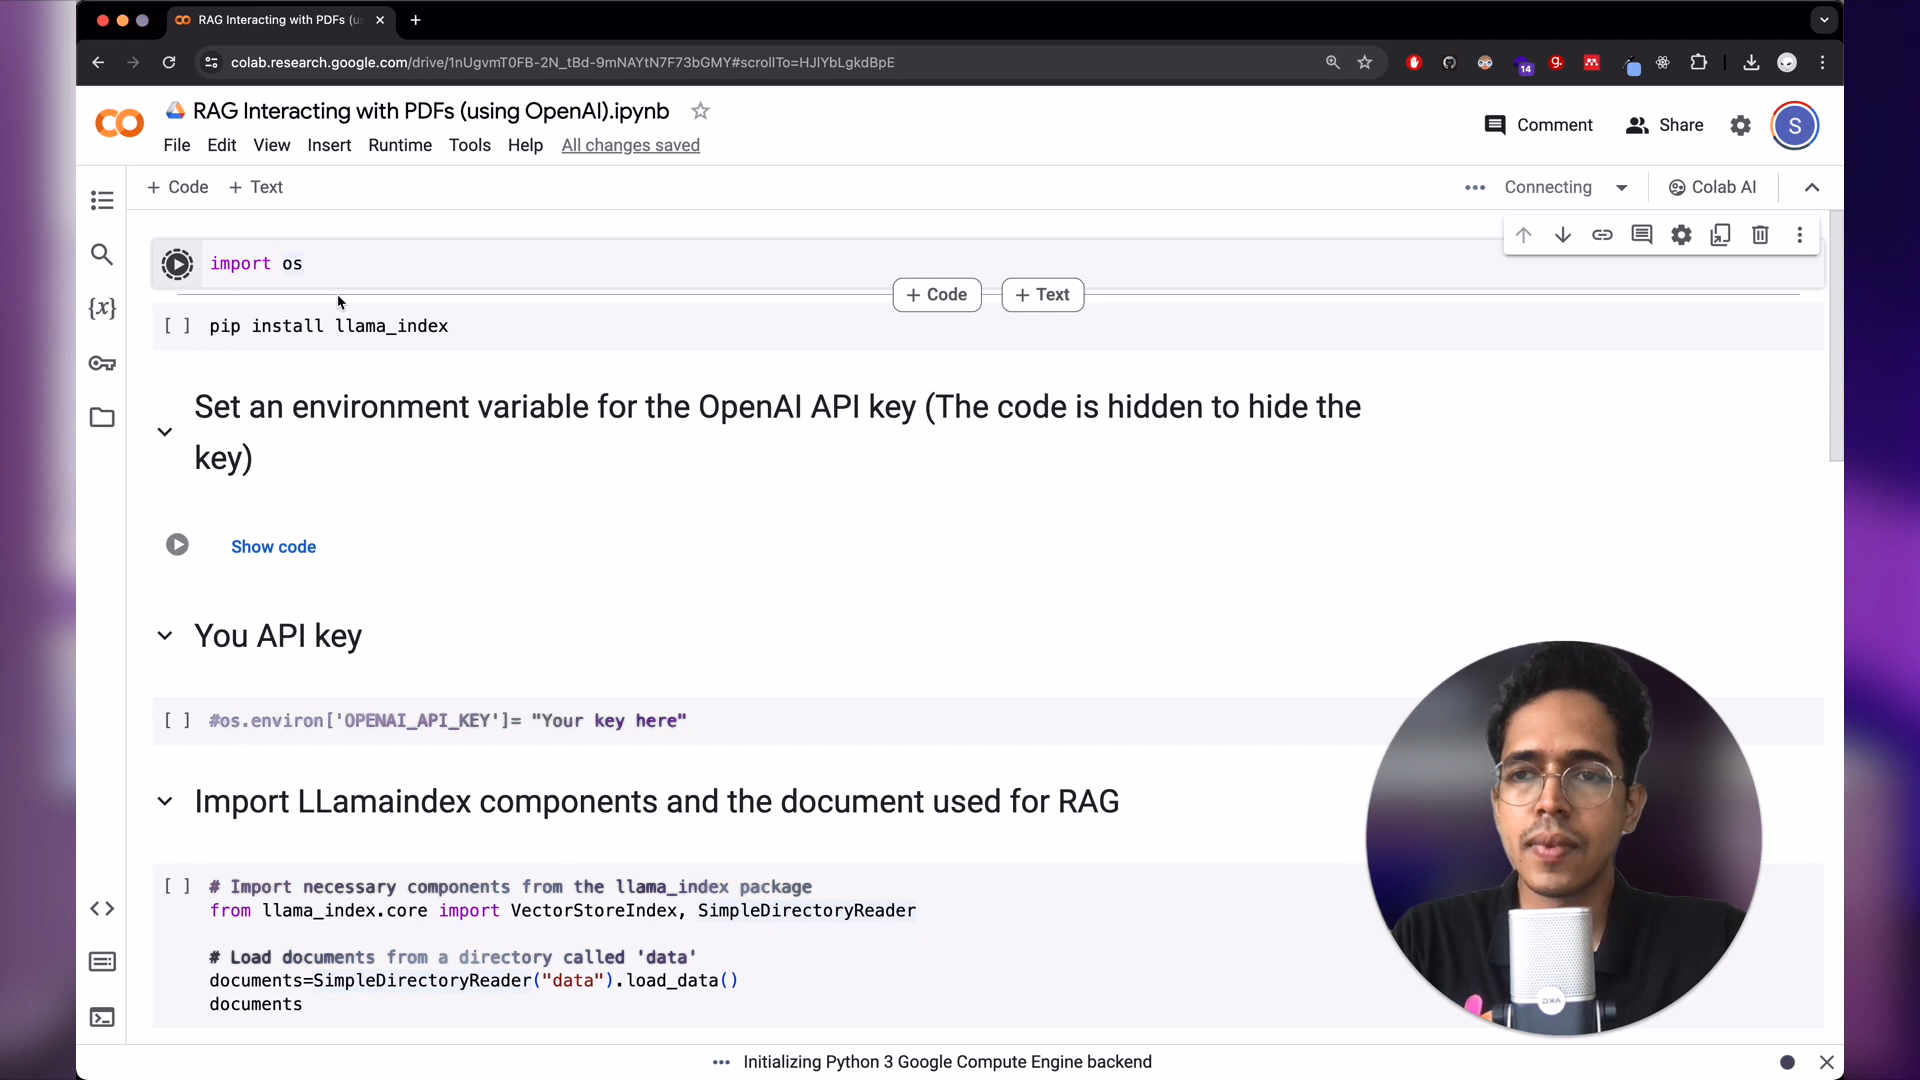 RAG Interacting with PDFs (u
colab.research.google.com/drive/1nUgvmT0FB-2N_tBd-9mNAYtN7F73bGMY#scrollTo=HJlYbLgkdBpE
14
RAG Interacting with PDFs (using OpenAI).ipynb
Comment
Share
S
File Edit View Insert Runtime Tools Help All changes saved
+ Code + Text
Connecting
Colab AI
import os
+ Code
+ Text
[ ] pip install llama_index
Set an environment variable for the OpenAI API key (The code is hidden to hide the
key)
Show code
You API key
[ ] #os.environ['OPENAI_API_KEY']= "Your key here"
Import LLamaindex components and the document used for RAG
[ ] # Import necessary components from the llama_index package
from llama_index.core import VectorStoreIndex, SimpleDirectoryReader
# Load documents from a directory called 'data'
documents=SimpleDirectoryReader("data").load_data()
documents
AKG
Initializing Python 3 Google Compute Engine backend